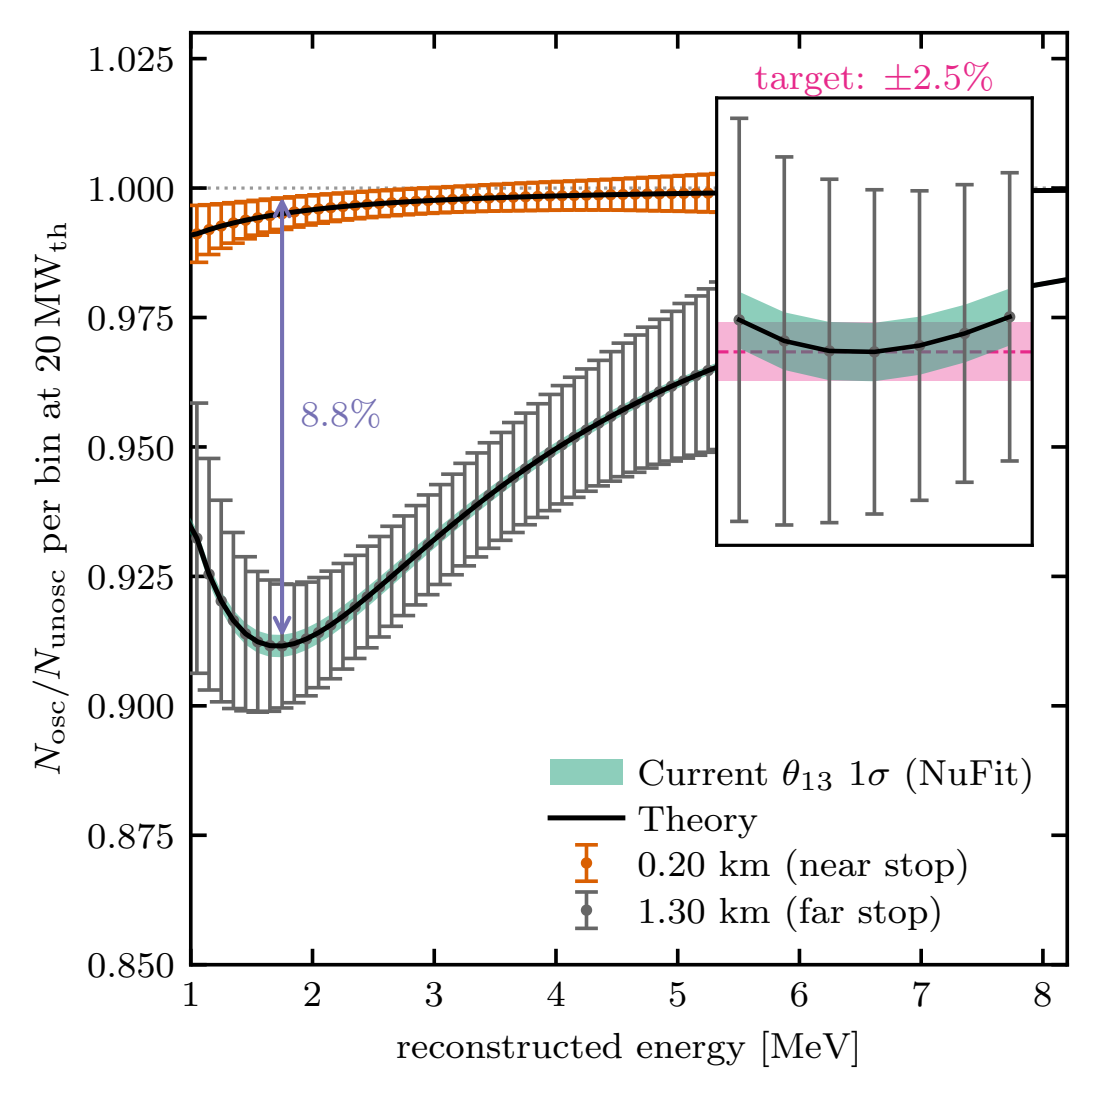 target: ±2.5%
1.025
1.000
0.975
0.950
0.925
0.900
0.875
0.850
N_osc/N_unosc per bin at 20 MW_th
8.8%
Current θ₁₃ 1σ (NuFit)
Theory
0.20 km (near stop)
1.30 km (far stop)
1 2 3 4 5 6 7 8
reconstructed energy [MeV]